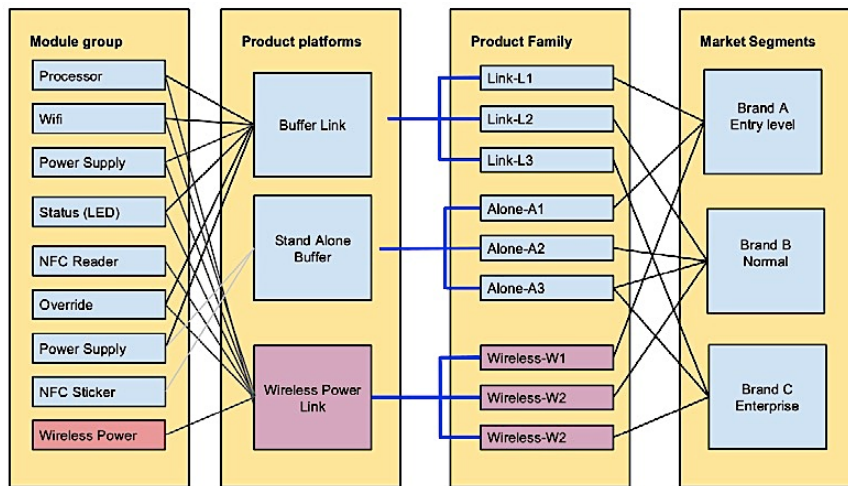 Module group
Processor
Wifi
Power Supply
Status (LED)
NFC Reader
Override
Power Supply
NFC Sticker
Wireless Power
Product platforms
Buffer Link
Stand Alone
Buffer
Wireless Power
Link
Product Family
Link-L1
Link-L2
Link-L3
Alone-A1
Alone-A2
Alone-A3
Wireless-W1
Wireless-W2
Wireless-W2
Market Segments
Brand A
Entry level
Brand B
Normal
Brand C
Enterprise